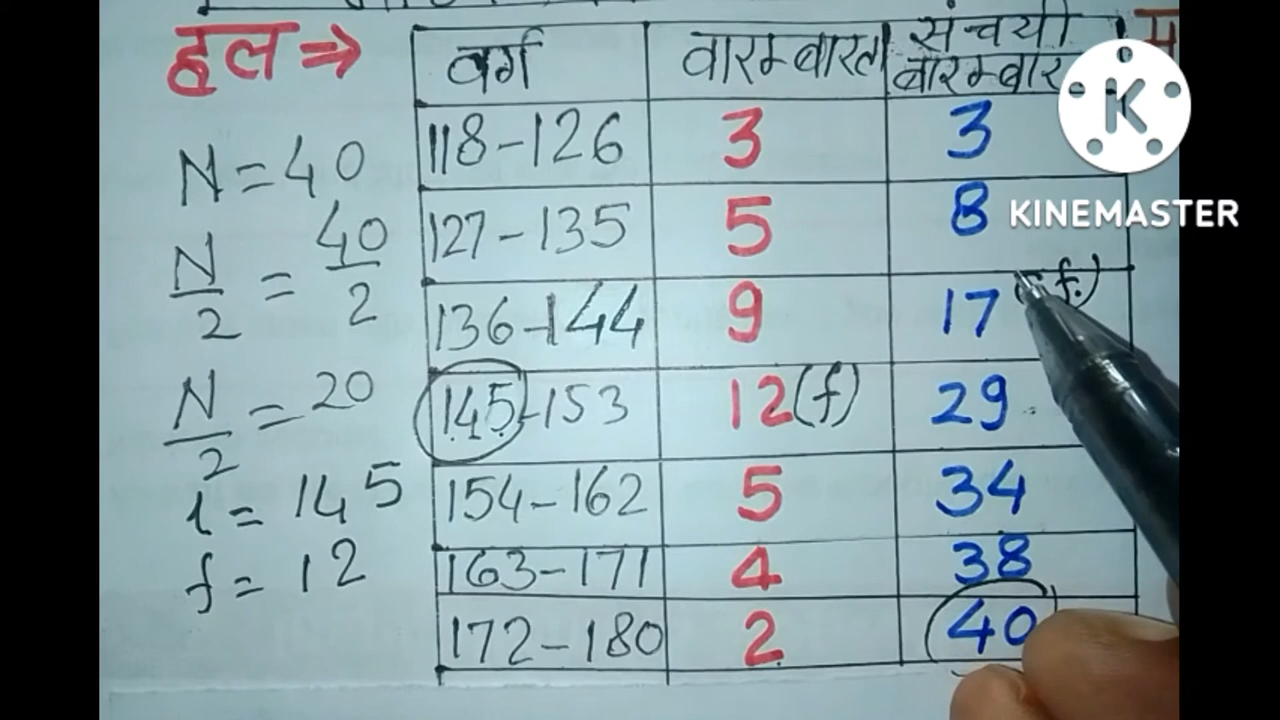 हल ⇒
N = 40
N/2 = 40/2
N/2 = 20
l = 145
f = 12
वर्ग वारम्बारता संचयी बारम्बार
118-126 3 3
127-135 5 8
136-144 9 17 (c.f.)
145-153 12(f) 29
154-162 5 34
163-171 4 38
172-180 2 40
K
KINEMASTER